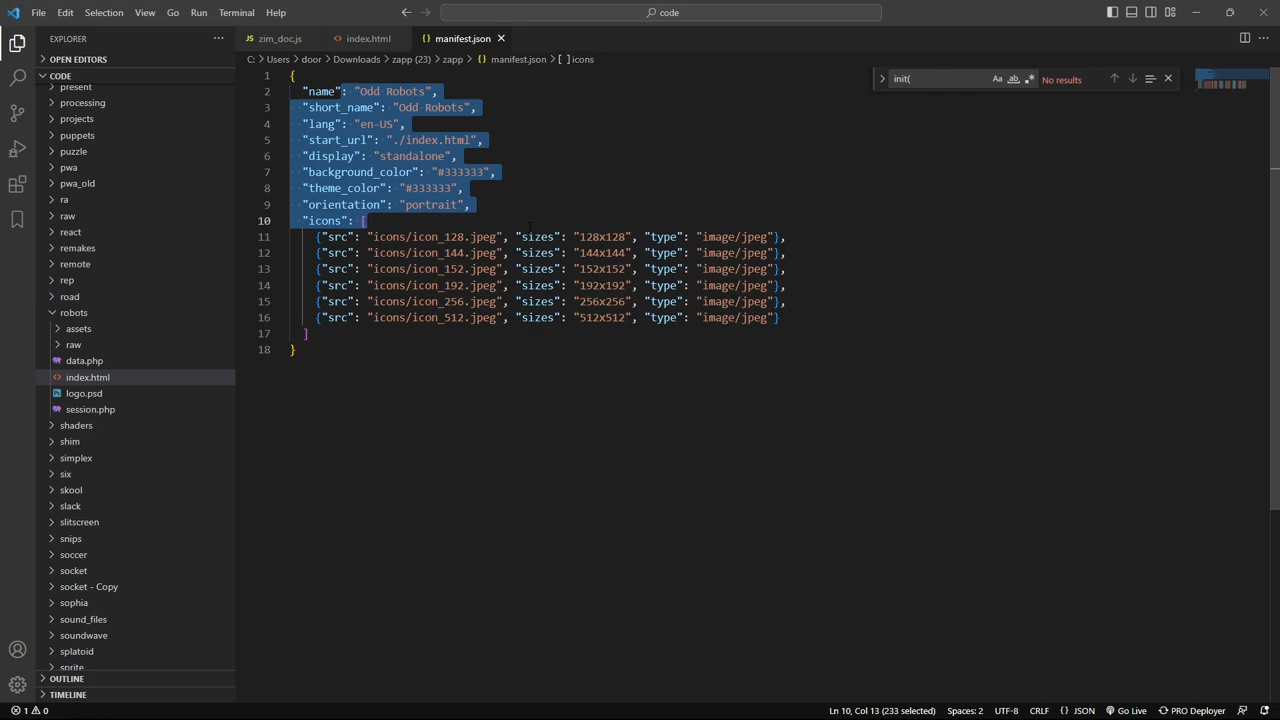 File Edit Selection View Go Run Terminal Help
code
EXPLORER
OPEN EDITORS
CODE
present
processing
projects
puppets
puzzle
pwa
pwa_old
ra
raw
react
remakes
remote
rep
road
robots
assets
raw
data.php
index.html
logo.psd
session.php
shaders
shim
simplex
six
skool
slack
slitscreen
snips
soccer
socket
socket - Copy
sophia
sound_files
soundwave
splatoid
sprite
OUTLINE
TIMELINE
JS zim_doc.js <> index.html { } manifest.json
C: > Users > door > Downloads > zapp (23) > zapp > { } manifest.json > [ ] icons
init( Aa ab .* No results
1 {
2 "name": "Odd Robots",
3 "short_name": "Odd Robots",
4 "lang": "en-US",
5 "start_url": "./index.html",
6 "display": "standalone",
7 "background_color": "#333333",
8 "theme_color": "#333333",
9 "orientation": "portrait",
10 "icons": [
11 {"src": "icons/icon_128.jpeg", "sizes": "128x128", "type": "image/jpeg"},
12 {"src": "icons/icon_144.jpeg", "sizes": "144x144", "type": "image/jpeg"},
13 {"src": "icons/icon_152.jpeg", "sizes": "152x152", "type": "image/jpeg"},
14 {"src": "icons/icon_192.jpeg", "sizes": "192x192", "type": "image/jpeg"},
15 {"src": "icons/icon_256.jpeg", "sizes": "256x256", "type": "image/jpeg"},
16 {"src": "icons/icon_512.jpeg", "sizes": "512x512", "type": "image/jpeg"}
17 ]
18 }
1 0 Ln 10, Col 13 (233 selected) Spaces: 2 UTF-8 CRLF { } JSON Go Live PRO Deployer